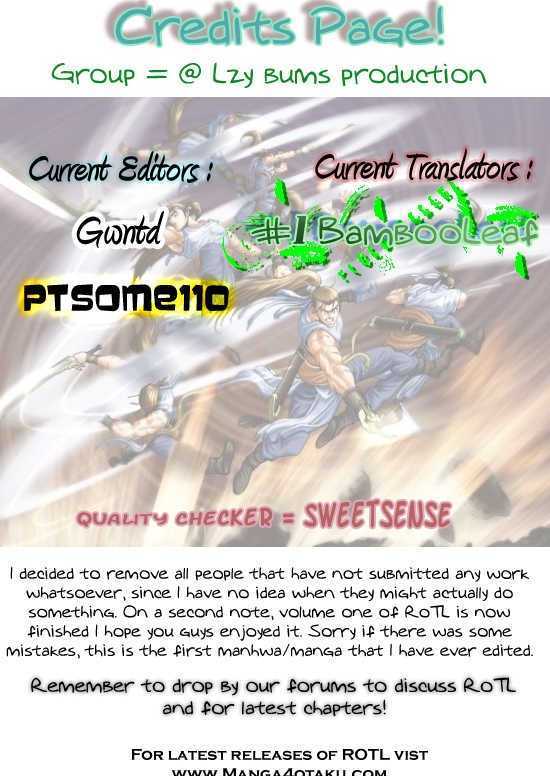 Credits Page!
Group = @ Lzy bums production
Current Editors :
Current Translators :
Gwntd
#1 BambooLeaf
PTSOME110
QUALITY CHECKER = SWEETSENSE
I decided to remove all people that have not submitted any work
whatsoever, since I have no idea when they might actually do
something. On a second note, volume one of RoTL is now
finished I hope you guys enjoyed it. Sorry if there was some
mistakes, this is the first manhwa/manga that I have ever edited.
Remember to drop by our forums to discuss RoTL
and for latest chapters!
For latest releases of ROTL vist
www.Manga4otaku.com